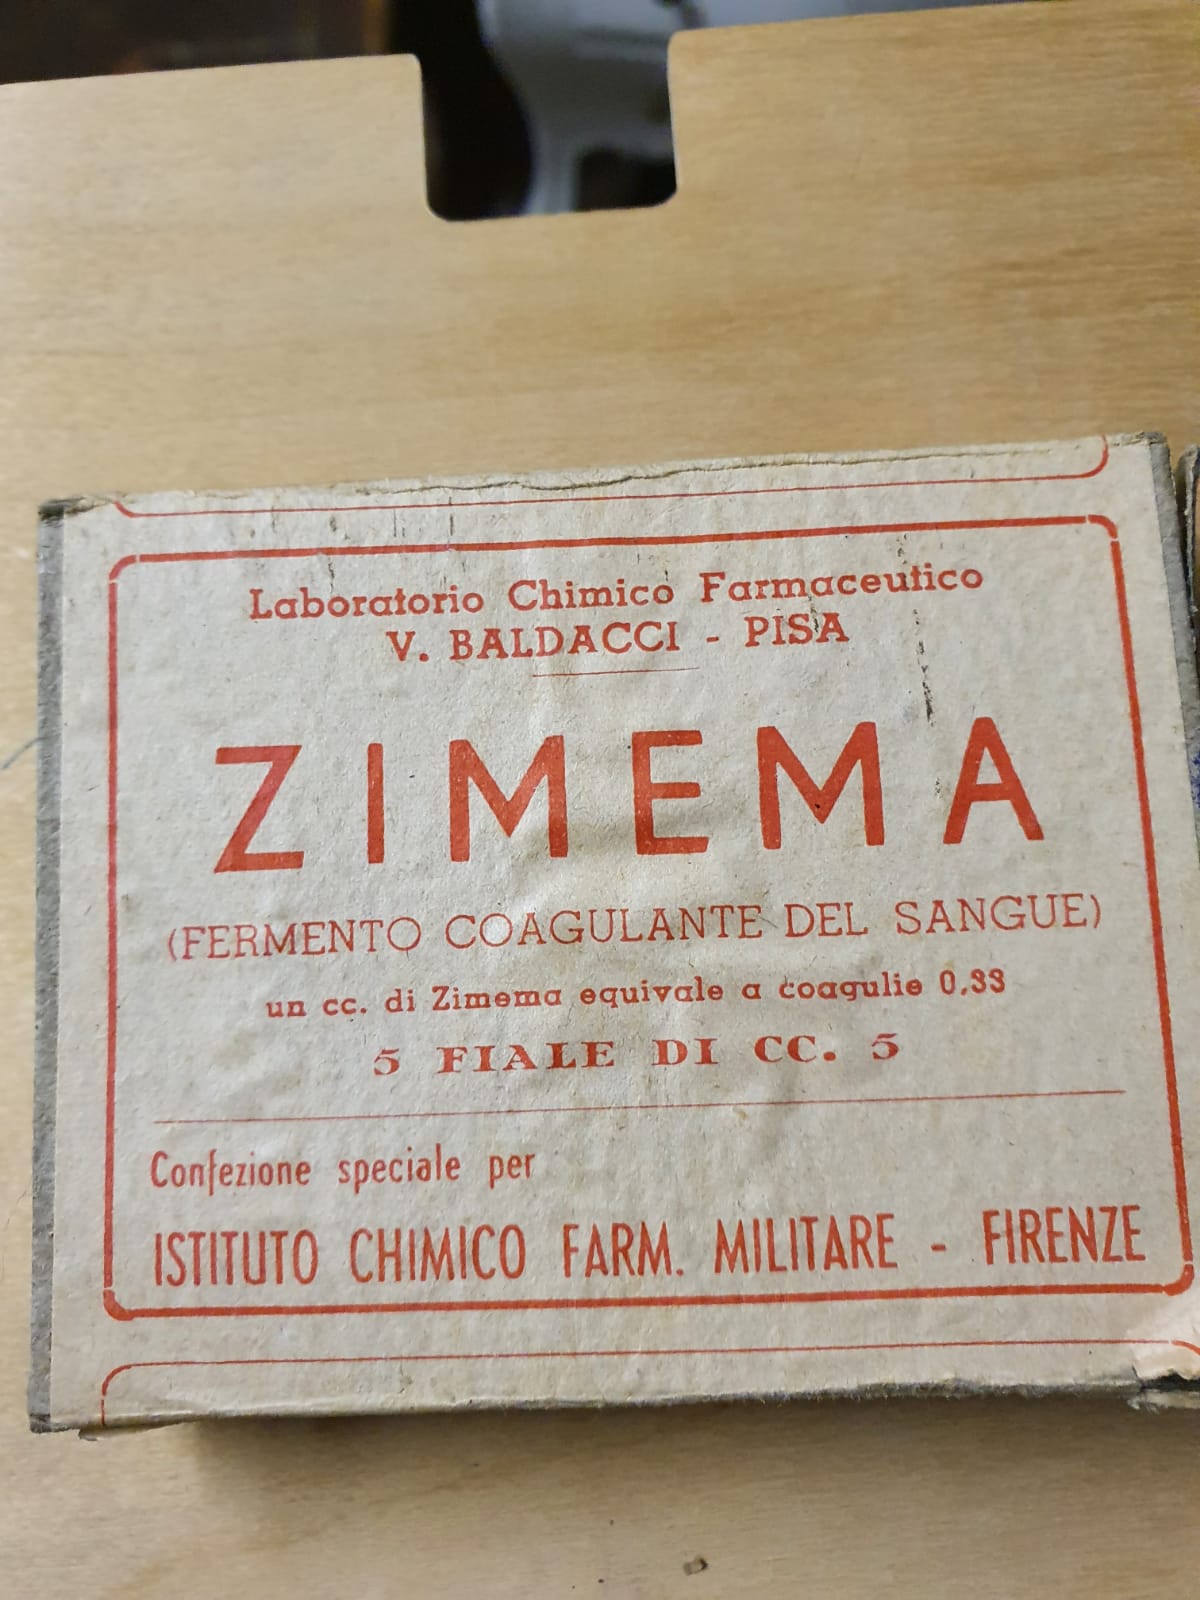 Laboratorio Chimico Farmaceutico
V. BALDACCI - PISA
ZIMEMA
(FERMENTO COAGULANTE DEL SANGUE)
un cc. di Zimema equivale a coagulie 0,33
5 FIALE DI CC. 5
Confezione speciale per
ISTITUTO CHIMICO FARM. MILITARE - FIRENZE